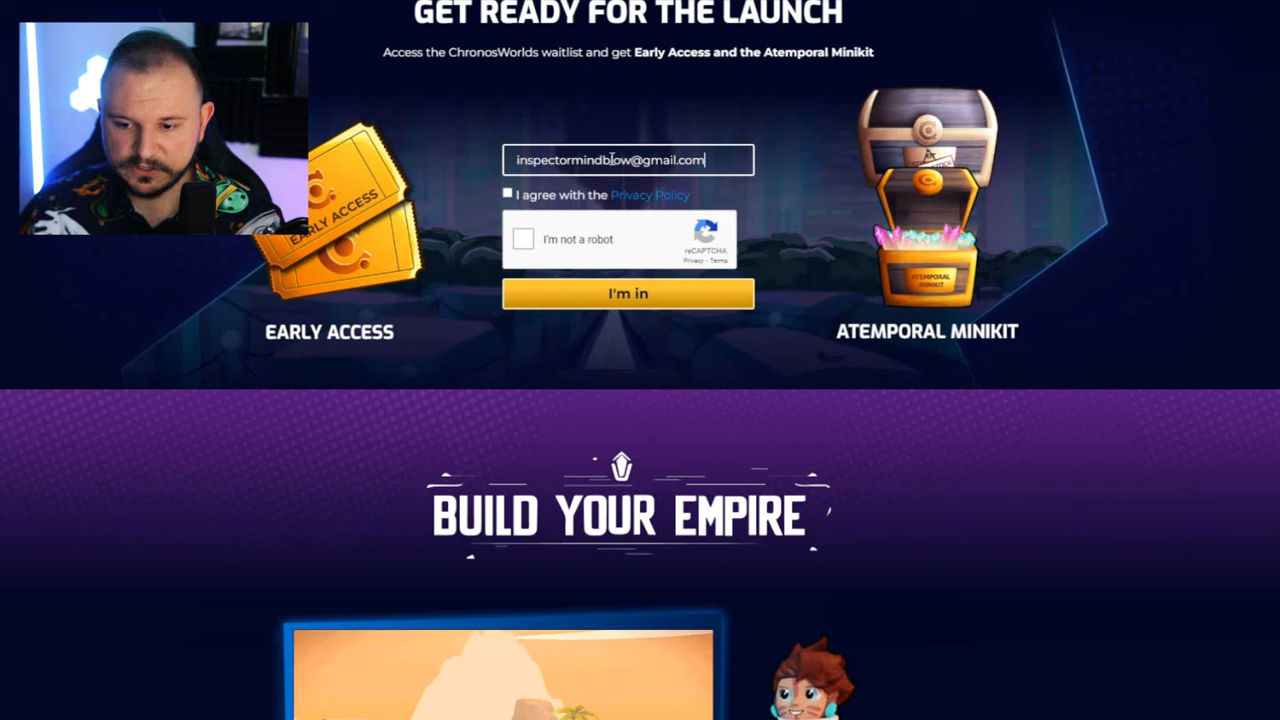 GET READY FOR THE LAUNCH
Access the ChronosWorlds waitlist and get Early Access and the Atemporal Minikit
inspectormindblow@gmail.com
I agree with the Privacy Policy
I'm not a robot
reCAPTCHA
Privacy - Terms
I'm in
EARLY ACCESS
EARLY ACCESS
ATEMPORAL
MINIKIT
ATEMPORAL MINIKIT
BUILD YOUR EMPIRE